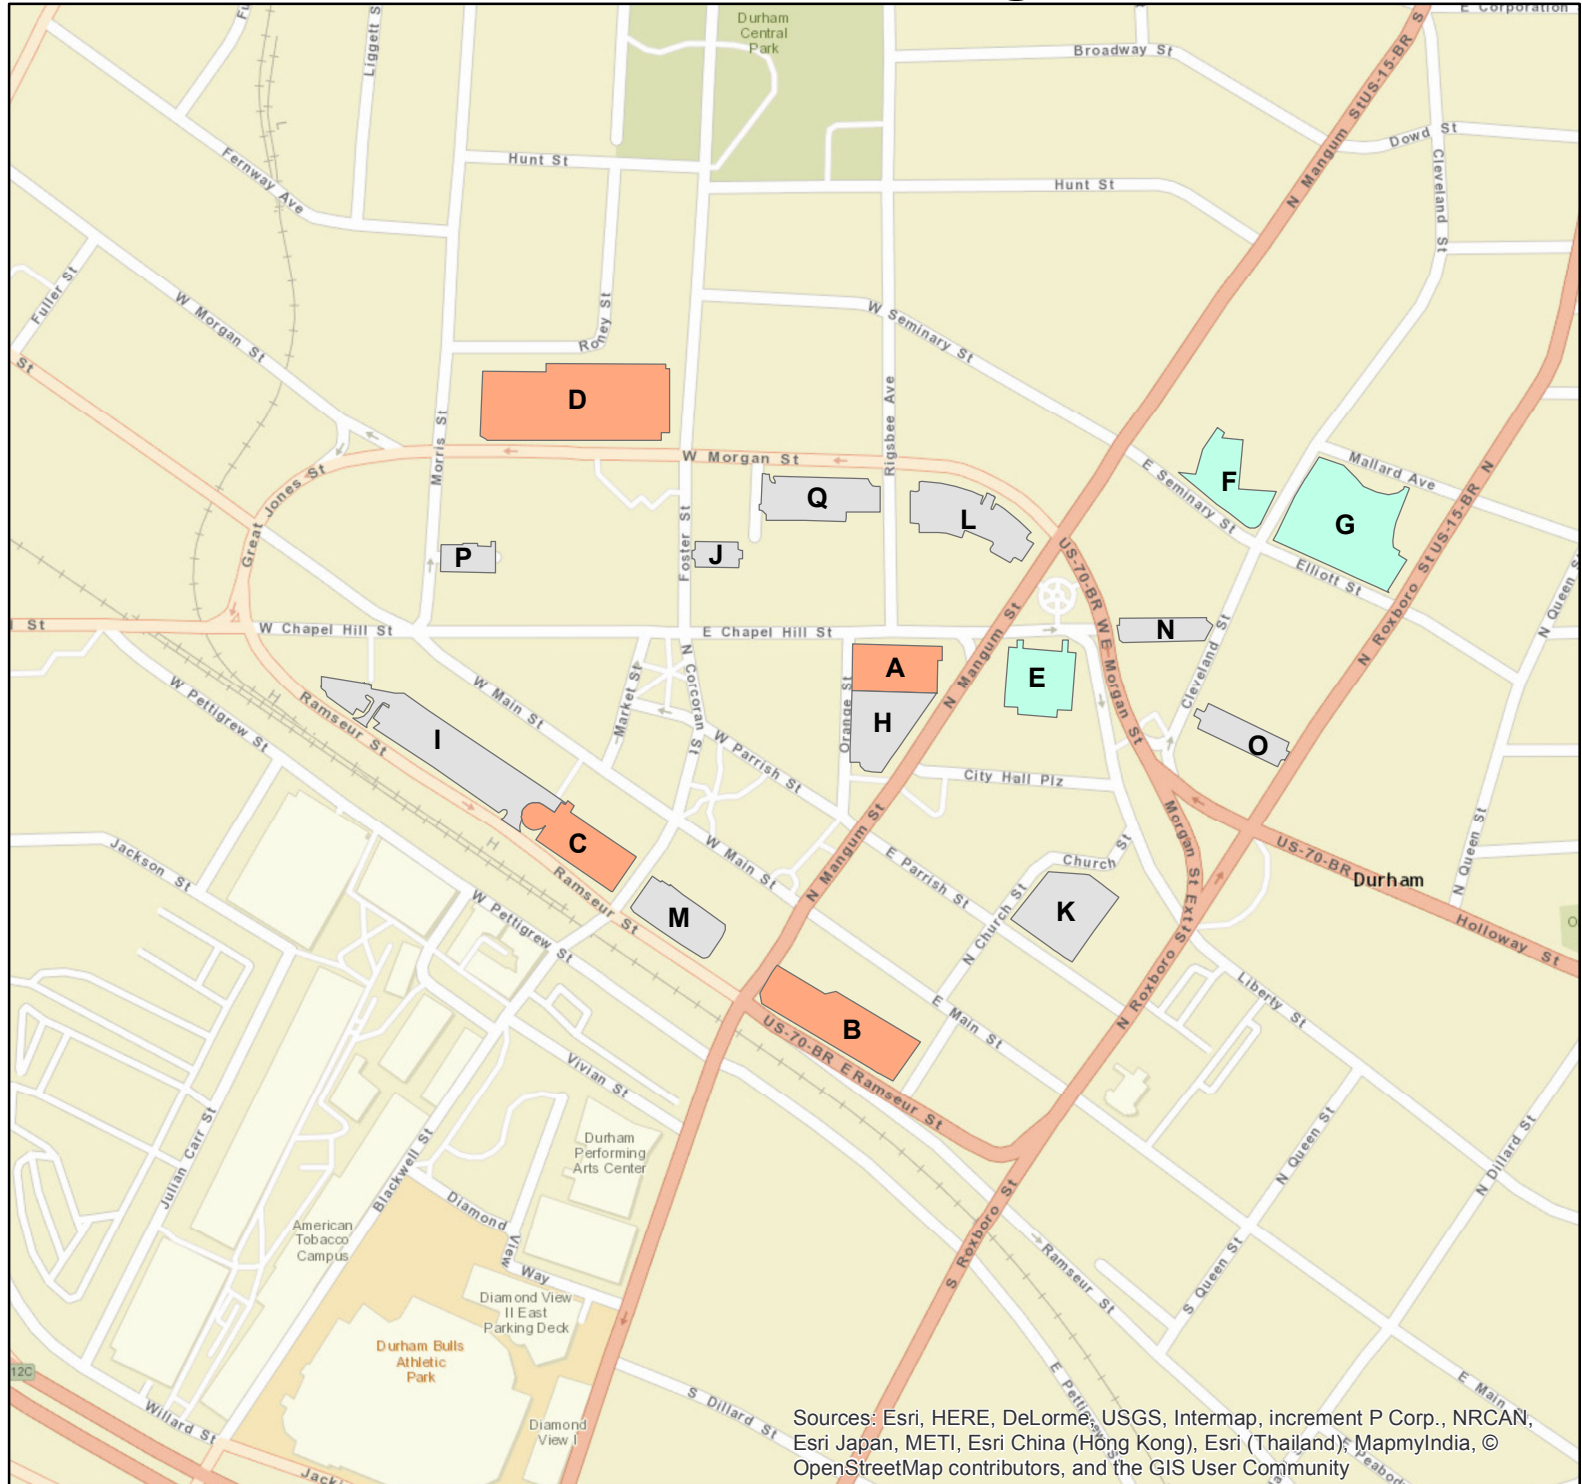 E Corporation
Durham
Central
Park
Broadway St
Liggett S
Fu
N Mangum St
US-15-BR S
Dowd St
Cleveland St
Hunt St
Hunt St
Fernway Ave
Fuller St
W Morgan St
Roney St
W Seminary St
St
D
Rigsbee Ave
Morris St
W Morgan St
Great Jones St
Mallard Ave
E Seminary St
F
G
Q
L
P
J
Foster St
US-70-BR W
E Morgan St
Elliott St
N Roxboro St
US-15-BR N
N Queen St
l St
W Chapel Hill St
E Chapel Hill St
N
A
E
N Mangum St
Cleveland St
W Pettigrew St
Ramseur St
W Main St
Market St
N Corcoran St
Orange St
H
I
W Parrish St
O
City Hall Plz
C
Jackson St
W Pettigrew St
Ramseur St
W Main St
N Mangum St
E Parrish St
Church St
Morgan St Ext
US-70-BR
Durham
N Queen St
Holloway St
O
M
K
N Church St
N Roxboro St
Liberty St
B
E Main St
US-70-BR E
Ramseur St
Vivian St
Julian Carr St
Blackwell St
Durham
Performing
Arts Center
N Queen St
N Dillard St
American
Tobacco
Campus
Diamond View Way
S Roxboro St
Ramseur St
S Queen St
Diamond View
II East
Parking Deck
Durham Bulls
Athletic
Park
12C
Willard St
Diamond
View I
S Dillard St
E Pettigrew S
E Main
E Peabod
Jack
Sources: Esri, HERE, DeLorme, USGS, Intermap, increment P Corp., NRCAN,
Esri Japan, METI, Esri China (Hong Kong), Esri (Thailand), MapmyIndia, ©
OpenStreetMap contributors, and the GIS User Community